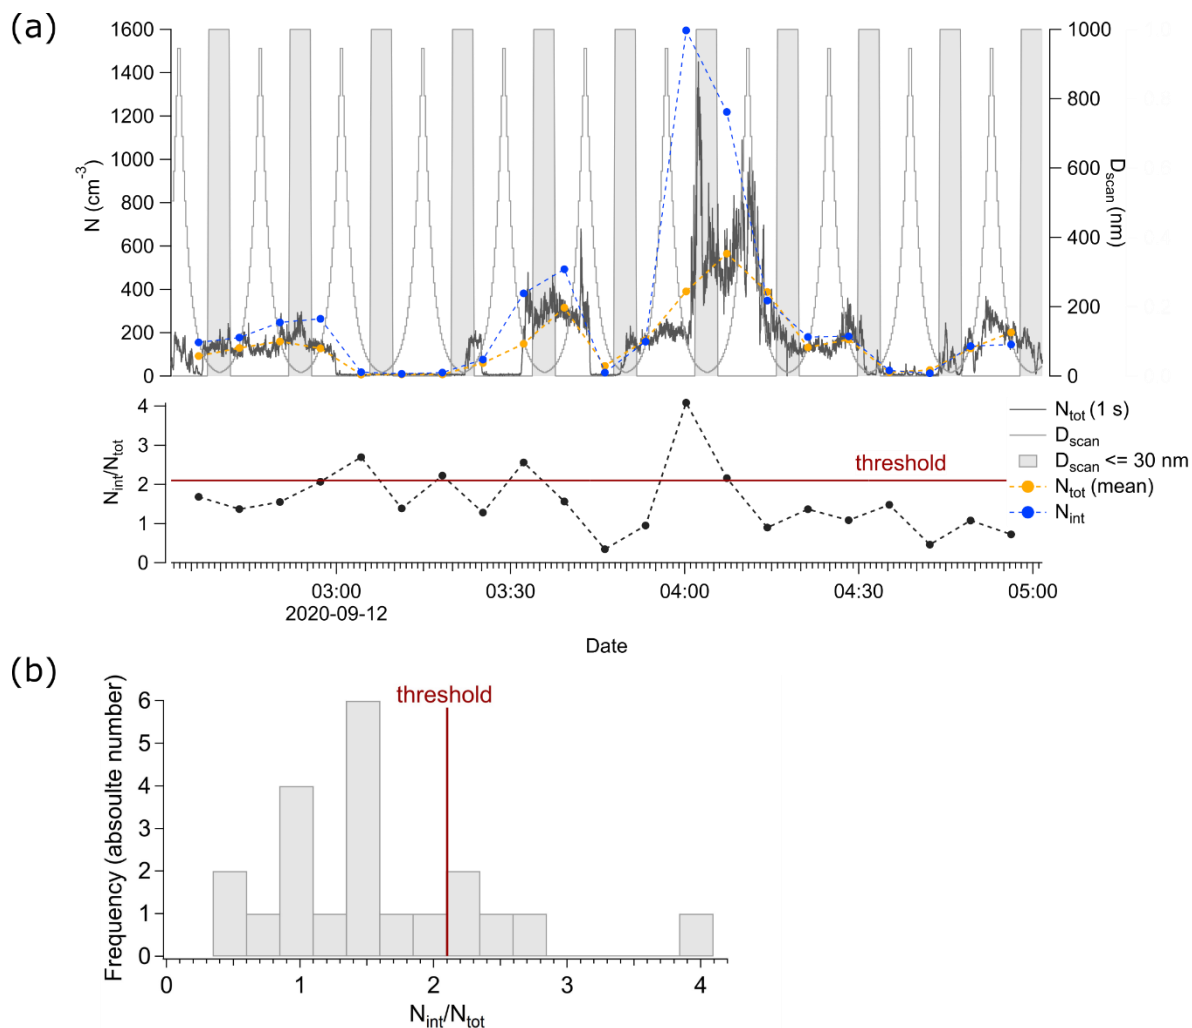 (a)
1600
1400
1200
1000
800
600
400
200
0
N (cm-3)
1000
800
600
400
200
0
Dscan (nm)
4
3
2
1
0
Nint/Ntot
threshold
Ntot (1 s)
Dscan
Dscan <= 30 nm
Ntot (mean)
Nint
03:00 03:30 04:00 04:30 05:00
2020-09-12
Date
(b)
threshold
6
5
4
3
2
1
0
Frequency (absoulte number)
0 1 2 3 4
Nint/Ntot